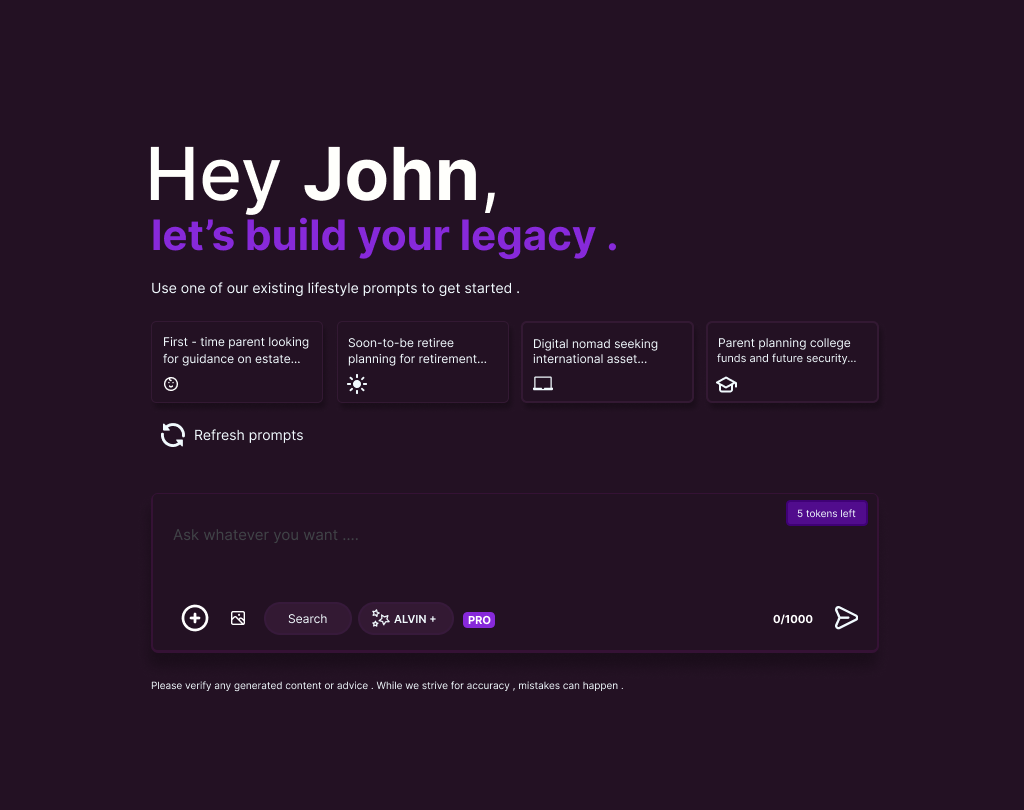 Hey John,
let’s build your legacy .
Use one of our existing lifestyle prompts to get started .
First - time parent looking
for guidance on estate...
Soon-to-be retiree
planning for retirement...
Digital nomad seeking
international asset...
Parent planning college
funds and future security...
Refresh prompts
5 tokens left
Ask whatever you want ....
Search
ALVIN +
PRO
0/1000
Please verify any generated content or advice . While we strive for accuracy , mistakes can happen .